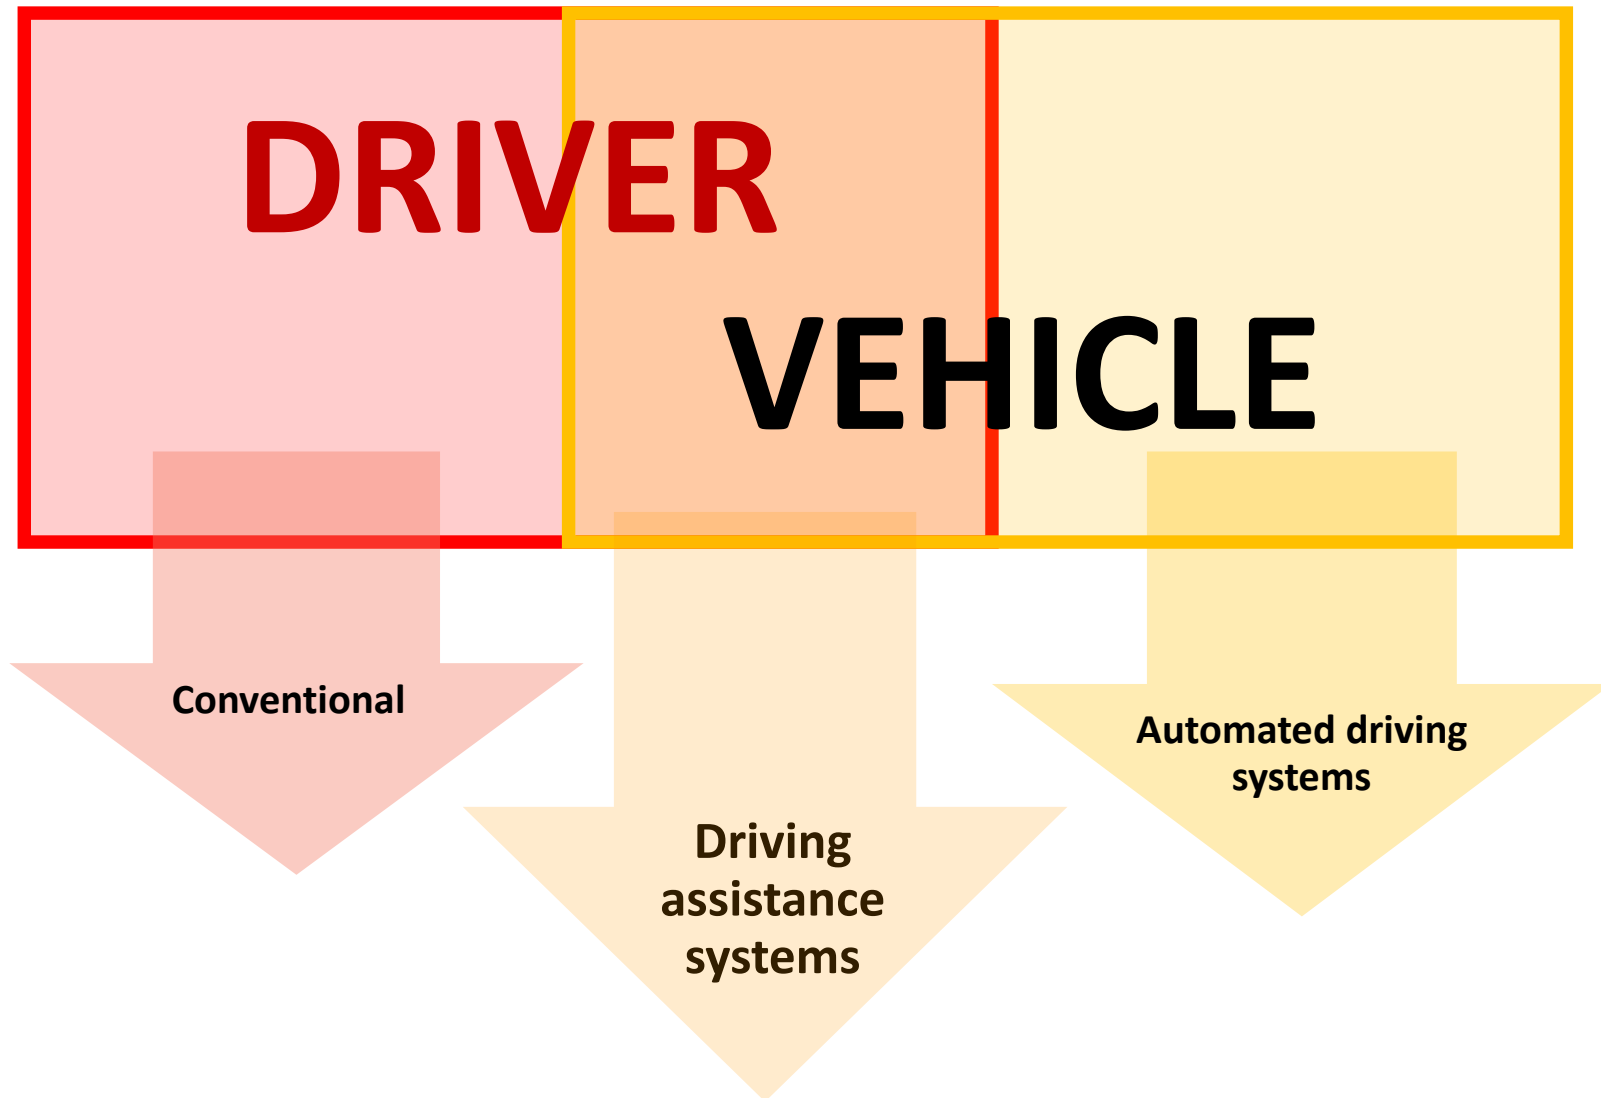 DRIVER
VEHICLE
Conventional
Driving
assistance
systems
Automated driving
systems